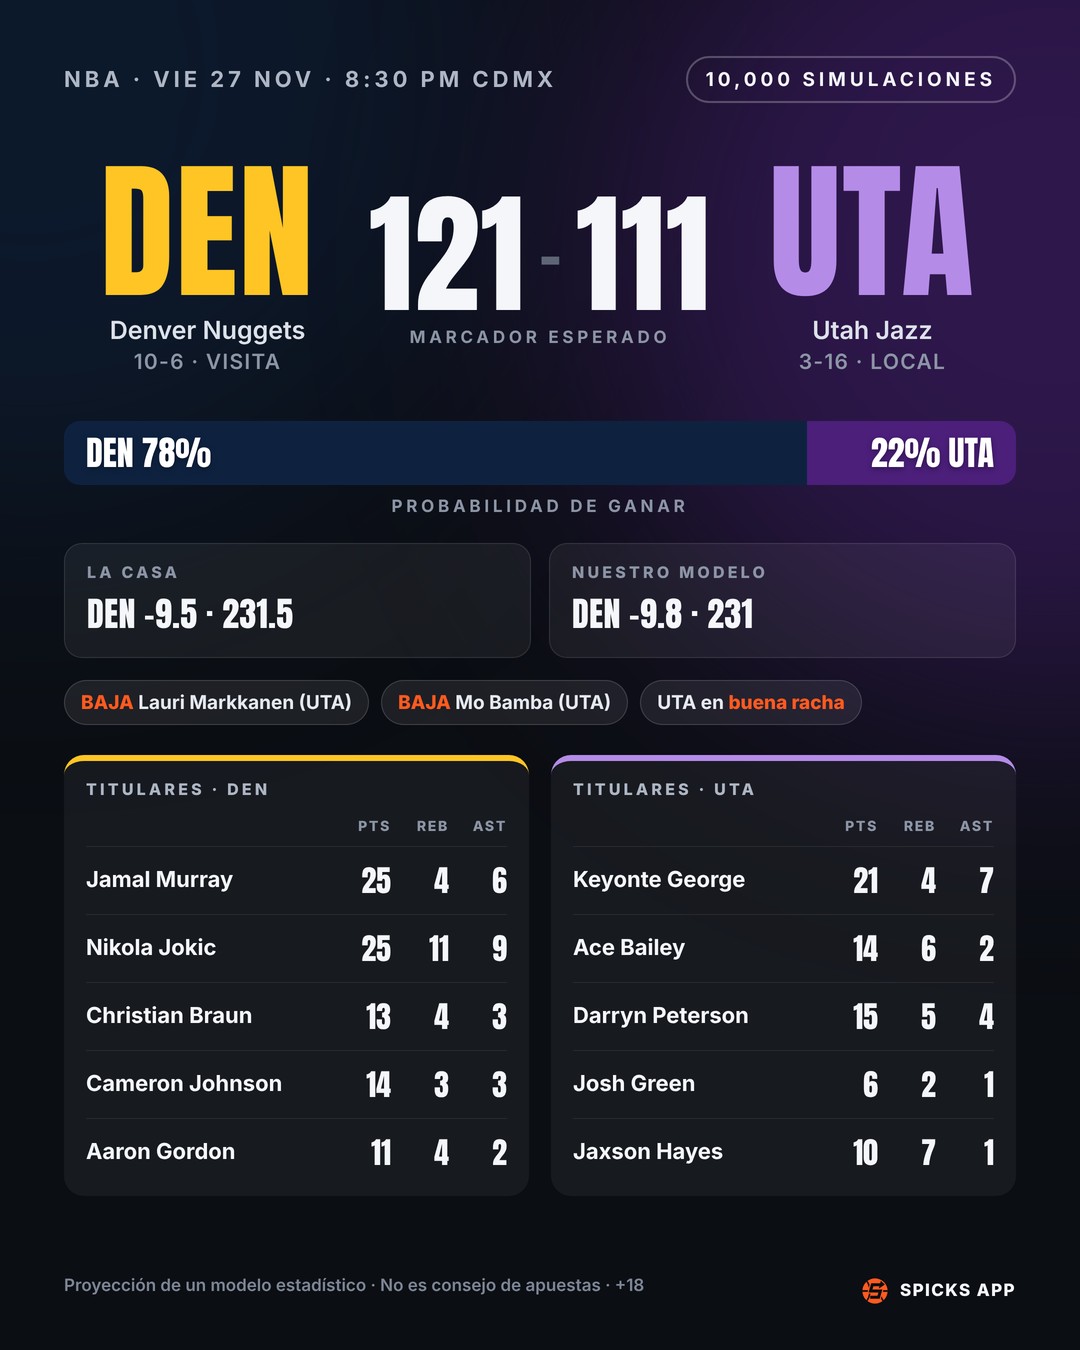 NBA · VIE 27 NOV · 8:30 PM CDMX
10,000 SIMULACIONES
DEN
121 - 111
UTA
Denver Nuggets
10-6 · VISITA
MARCADOR ESPERADO
Utah Jazz
3-16 · LOCAL
DEN 78%
22% UTA
PROBABILIDAD DE GANAR
LA CASA
DEN -9.5 · 231.5
NUESTRO MODELO
DEN -9.8 · 231
BAJA Lauri Markkanen (UTA)
BAJA Mo Bamba (UTA)
UTA en buena racha
TITULARES · DEN
PTS REB AST
Jamal Murray 25 4 6
Nikola Jokic 25 11 9
Christian Braun 13 4 3
Cameron Johnson 14 3 3
Aaron Gordon 11 4 2
TITULARES · UTA
PTS REB AST
Keyonte George 21 4 7
Ace Bailey 14 6 2
Darryn Peterson 15 5 4
Josh Green 6 2 1
Jaxson Hayes 10 7 1
Proyección de un modelo estadístico · No es consejo de apuestas · +18
SPICKS APP